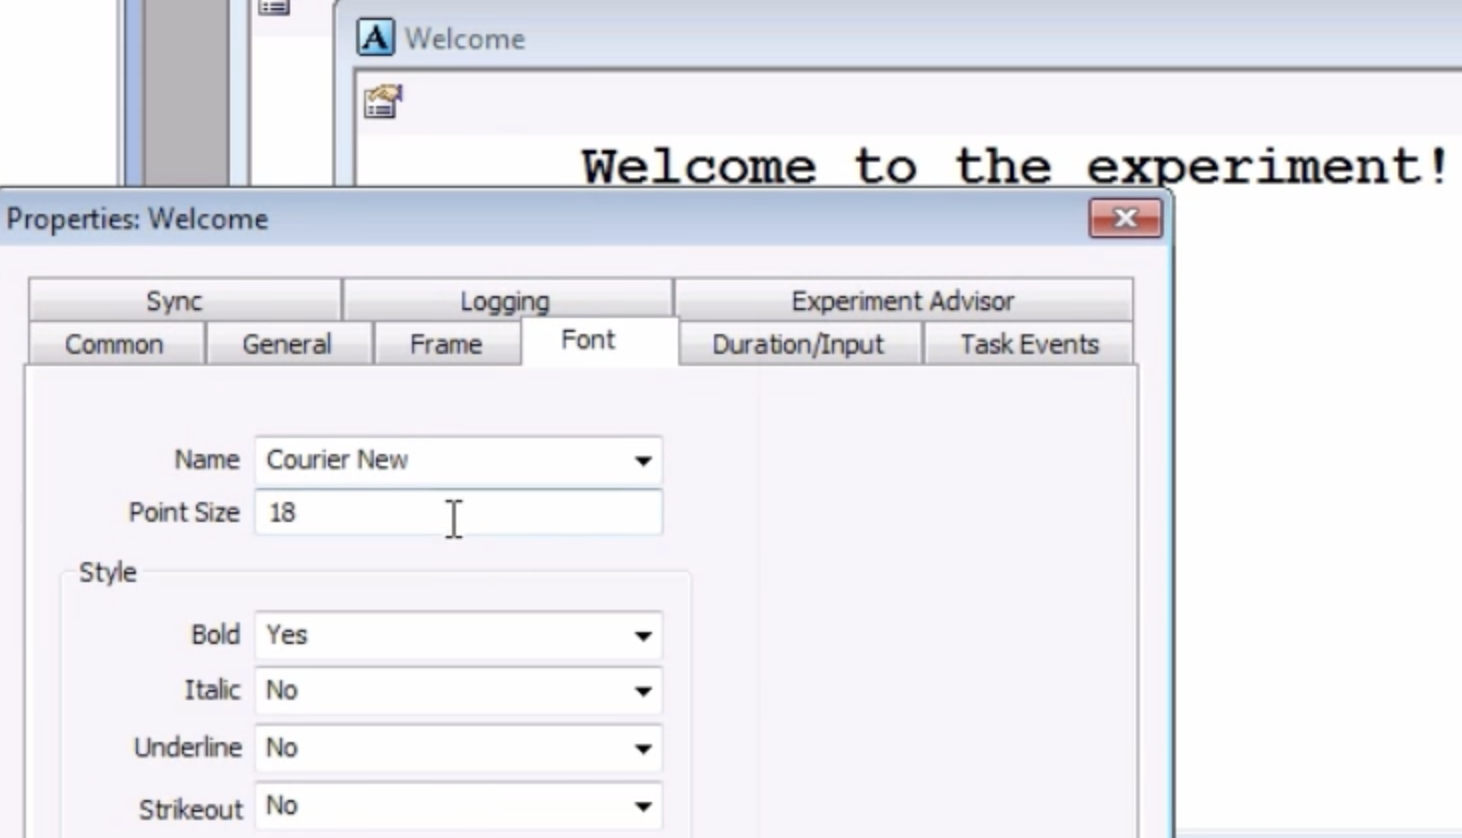 Welcome
Welcome to the experiment!
Properties: Welcome
Sync Logging Experiment Advisor
Common General Frame Font Duration/Input Task Events
Name Courier New
Point Size 18
Style
Bold Yes
Italic No
Underline No
Strikeout No